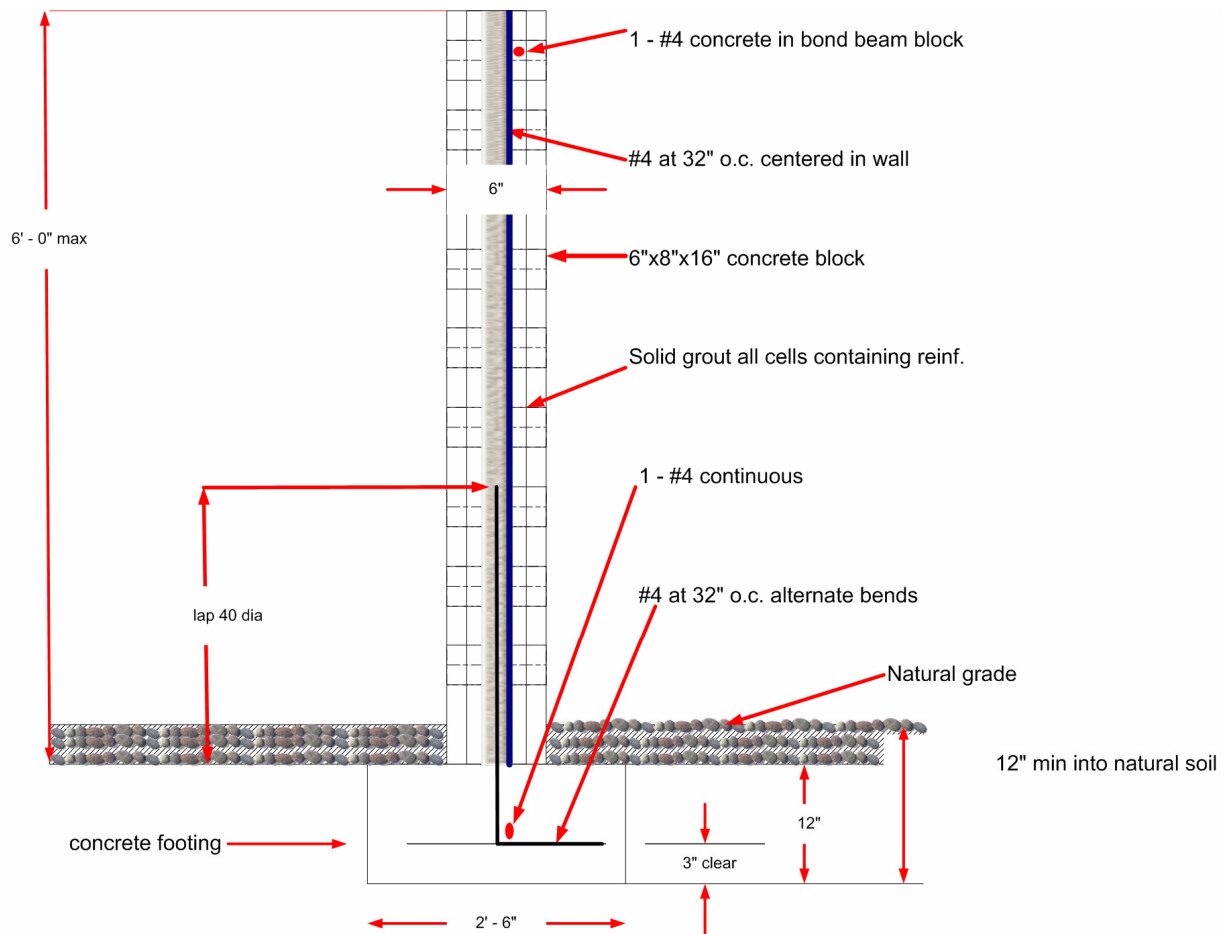 1 - #4 concrete in bond beam block
#4 at 32" o.c. centered in wall
6"
6' - 0" max
6"x8"x16" concrete block
Solid grout all cells containing reinf.
1 - #4 continuous
#4 at 32" o.c. alternate bends
lap 40 dia
Natural grade
12" min into natural soil
12"
concrete footing
3" clear
2' - 6"